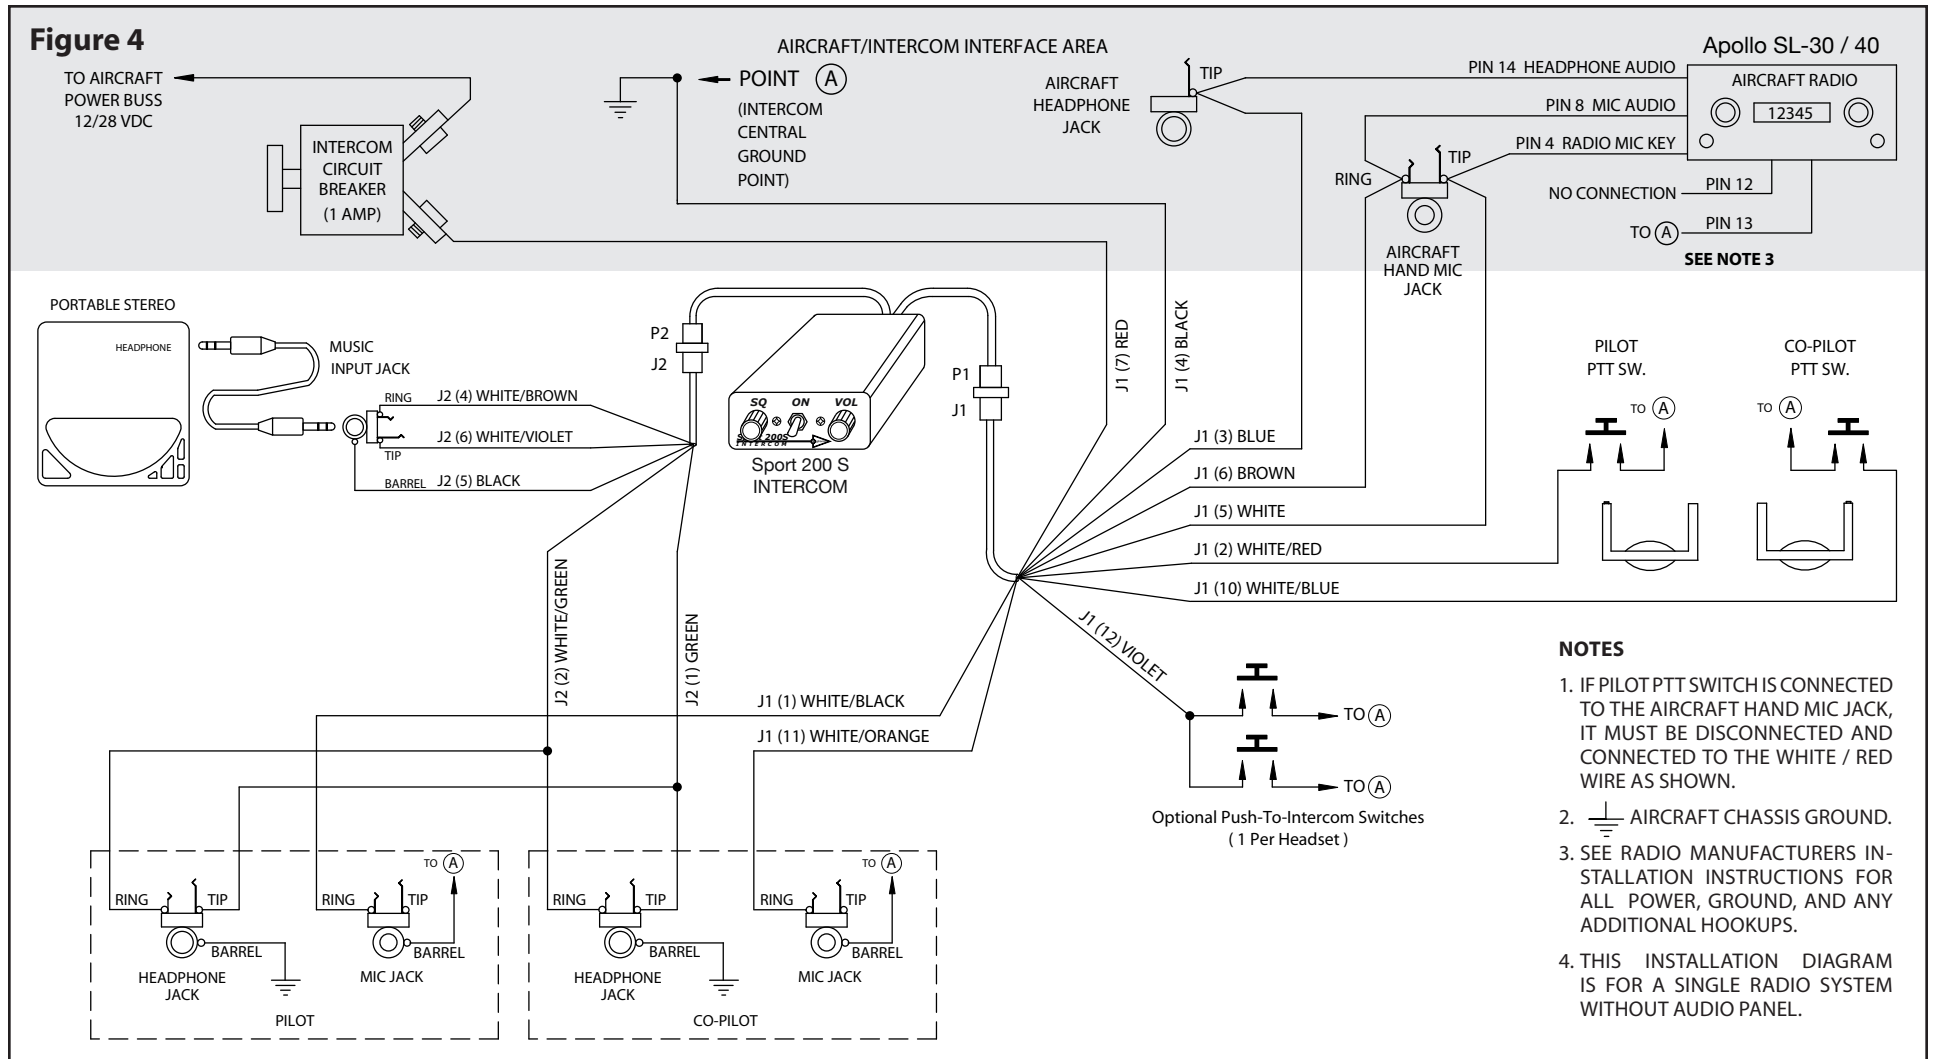 Figure 4
AIRCRAFT/INTERCOM INTERFACE AREA
TO AIRCRAFT
POWER BUSS
12/28 VDC
INTERCOM
CIRCUIT
BREAKER
(1 AMP)
POINT A
(INTERCOM
CENTRAL
GROUND
POINT)
AIRCRAFT
HEADPHONE
JACK
TIP
Apollo SL-30 / 40
PIN 14 HEADPHONE AUDIO
AIRCRAFT RADIO
12345
PIN 8 MIC AUDIO
PIN 4 RADIO MIC KEY
TIP
RING
AIRCRAFT
HAND MIC
JACK
NO CONNECTION
PIN 12
TO A
PIN 13
SEE NOTE 3
PORTABLE STEREO
HEADPHONE
MUSIC
INPUT JACK
RING
J2 (4) WHITE/BROWN
J2 (6) WHITE/VIOLET
TIP
BARREL
J2 (5) BLACK
P2
J2
SQ
ON
VOL
INTERCOM
Sport 200 S
INTERCOM
P1
J1
J1 (7) RED
J1 (4) BLACK
J1 (3) BLUE
J1 (6) BROWN
J1 (5) WHITE
J1 (2) WHITE/RED
J1 (10) WHITE/BLUE
J1 (12) VIOLET
PILOT
PTT SW.
TO A
CO-PILOT
PTT SW.
TO A
J2 (2) WHITE/GREEN
J2 (1) GREEN
J1 (1) WHITE/BLACK
J1 (11) WHITE/ORANGE
TO A
TO A
Optional Push-To-Intercom Switches
( 1 Per Headset )
RING
TIP
BARREL
HEADPHONE
JACK
RING
TIP
TO A
BARREL
MIC JACK
PILOT
RING
TIP
BARREL
HEADPHONE
JACK
RING
TIP
TO A
BARREL
MIC JACK
CO-PILOT
NOTES
1. IF PILOT PTT SWITCH IS CONNECTED
TO THE AIRCRAFT HAND MIC JACK,
IT MUST BE DISCONNECTED AND
CONNECTED TO THE WHITE / RED
WIRE AS SHOWN.
2. AIRCRAFT CHASSIS GROUND.
3. SEE RADIO MANUFACTURERS IN-
STALLATION INSTRUCTIONS FOR
ALL POWER, GROUND, AND ANY
ADDITIONAL HOOKUPS.
4. THIS INSTALLATION DIAGRAM
IS FOR A SINGLE RADIO SYSTEM
WITHOUT AUDIO PANEL.